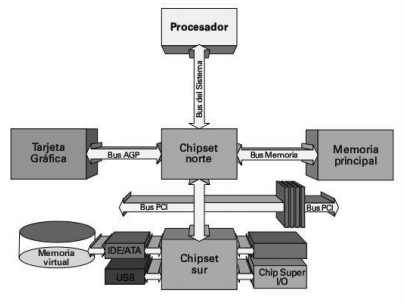 Procesador
Bus del Sistema
Tarjeta
Gráfica
Bus AGP
Chipset
norte
Bus Memoria
Memoria
principal
Bus PCI
Bus PCI
Memoria
virtual
IDE/ATA
USB
Chipset
sur
Chip Super
I/O